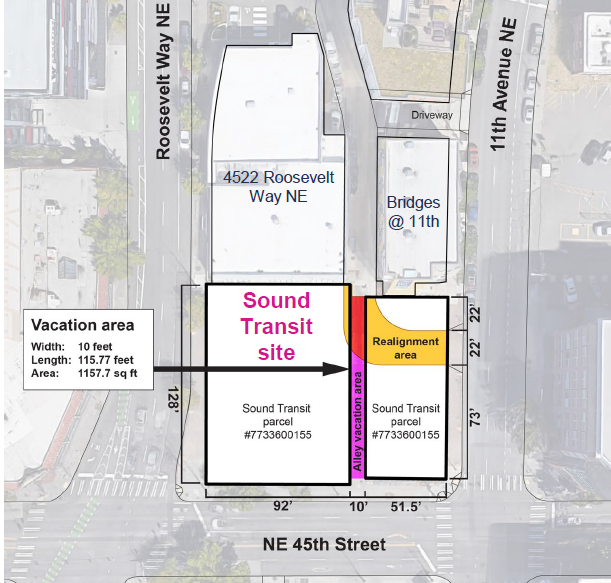 Roosevelt Way NE
11th Avenue NE
Driveway
4522 Roosevelt
Way NE
Bridges
@ 11th
Sound
Transit
site
Vacation area
Width: 10 feet
Length: 115.77 feet
Area: 1157.7 sq ft
Realignment
area
22'
22'
73'
128'
Sound Transit
parcel
#7733600155
Alley vacation area
Sound Transit
parcel
#7733600155
92'
10'
51.5'
NE 45th Street